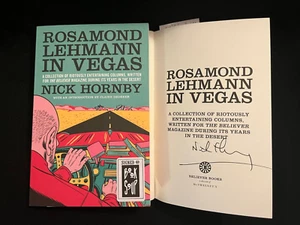 ROSAMOND
LEHMANN
IN VEGAS
A COLLECTION OF RIOTOUSLY ENTERTAINING COLUMNS, WRITTEN
FOR THE BELIEVER MAGAZINE DURING ITS YEARS IN THE DESERT
NICK HORNBY
SIGNED BY
ROSAMOND
LEHMANN
IN VEGAS
A COLLECTION OF RIOTOUSLY
ENTERTAINING COLUMNS,
WRITTEN FOR THE BELIEVER
MAGAZINE DURING ITS YEARS
IN THE DESERT
BELIEVER BOOKS